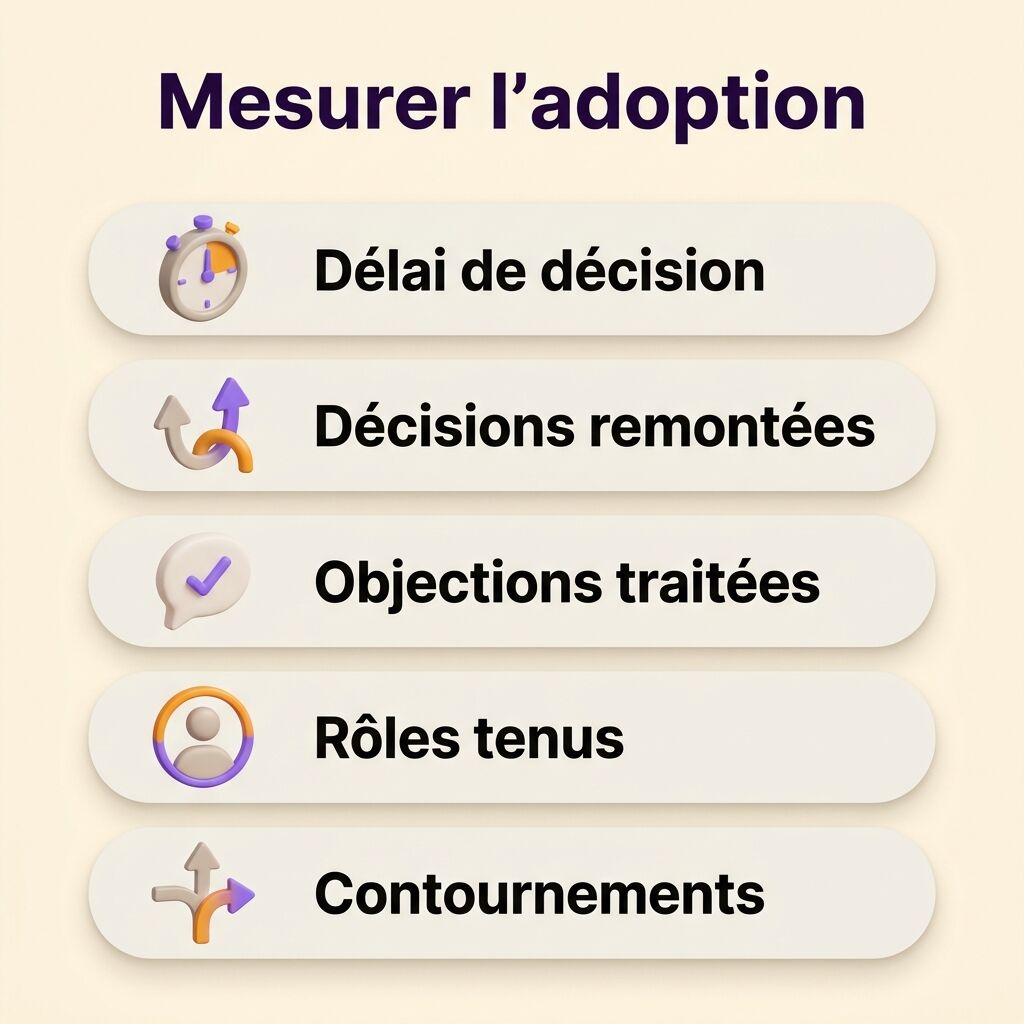 Mesurer l’adoption
Délai de décision
Décisions remontées
Objections traitées
Rôles tenus
Contournements